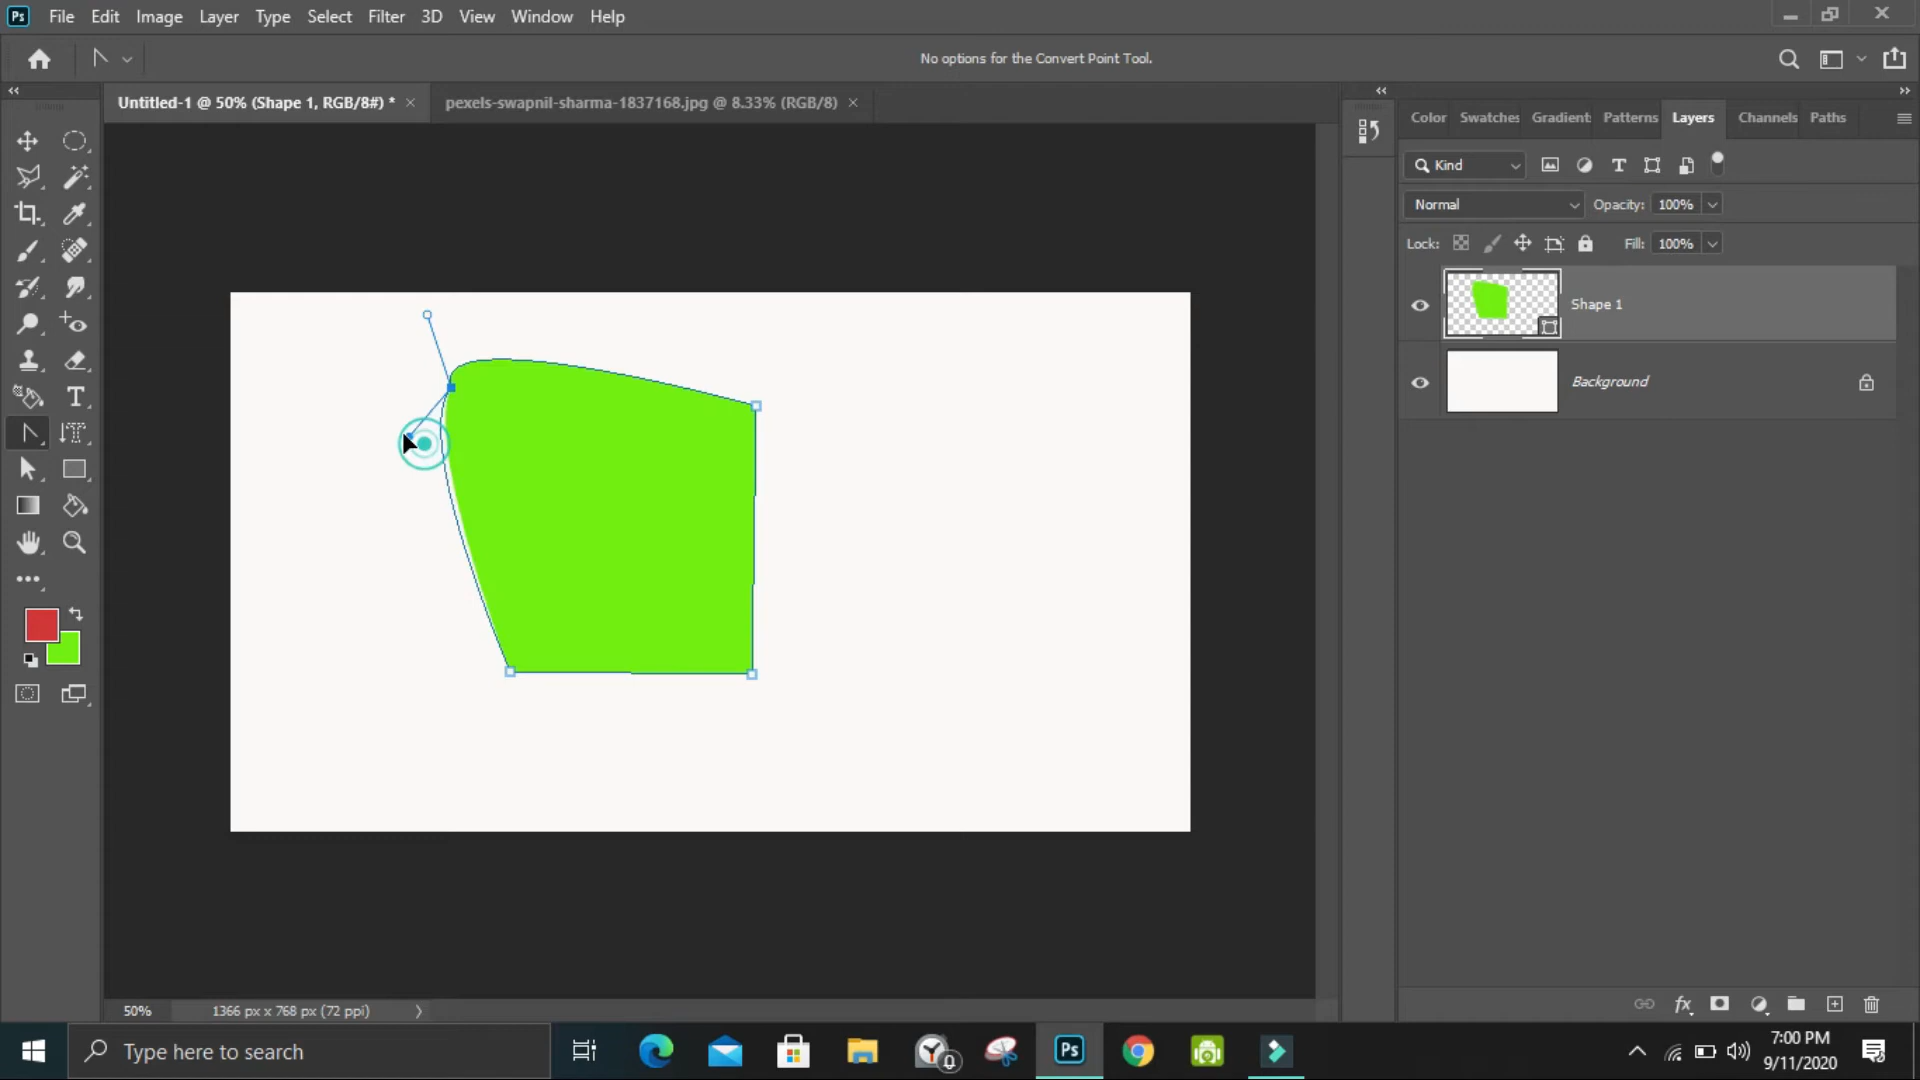 Ps File Edit Image Layer Type Select Filter 3D View Window Help
No options for the Convert Point Tool.
Untitled-1 @ 50% (Shape 1, RGB/8#) * × pexels-swapnil-sharma-1837168.jpg @ 8.33% (RGB/8) ×
Color Swatches Gradient Patterns Layers Channels Paths
Kind
Normal Opacity: 100%
Lock: Fill: 100%
Shape 1
Background
50% 1366 px x 768 px (72 ppi)
Type here to search
Ps
7:00 PM
9/11/2020